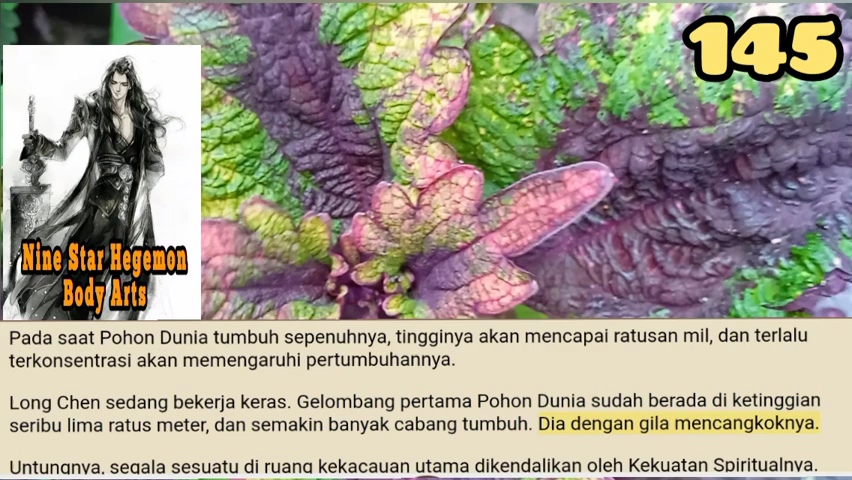 145
Nine Star Hegemon
Body Arts
Pada saat Pohon Dunia tumbuh sepenuhnya, tingginya akan mencapai ratusan mil, dan terlalu
terkonsentrasi akan memengaruhi pertumbuhannya.
Long Chen sedang bekerja keras. Gelombang pertama Pohon Dunia sudah berada di ketinggian
seribu lima ratus meter, dan semakin banyak cabang tumbuh. Dia dengan gila mencangkoknya.
Untungnya, segala sesuatu di ruang kekacauan utama dikendalikan oleh Kekuatan Spiritualnya.